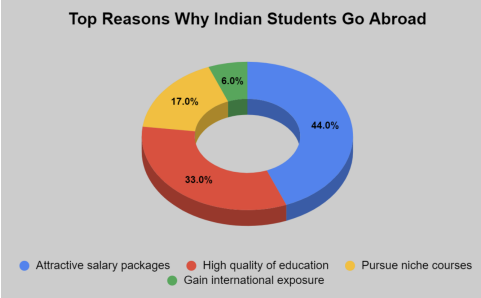 Top Reasons Why Indian Students Go Abroad
6.0%
17.0%
44.0%
33.0%
Attractive salary packages High quality of education Pursue niche courses
Gain international exposure